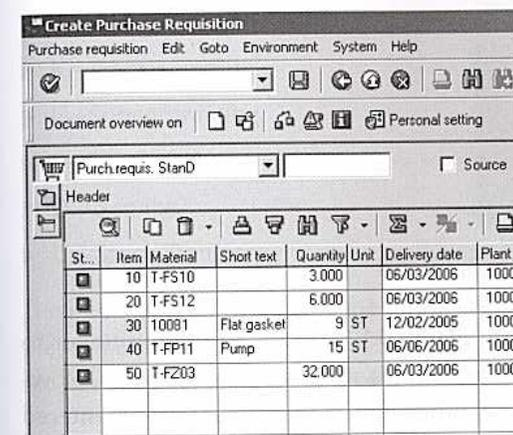 Create Purchase Requisition
Purchase requisition Edit Goto Environment System Help
Document overview on Personal setting
Purch.requis. StanD Source
Header
St... Item Material Short text Quantity Unit Delivery date Plant
10 T-FS10 3.000 06/03/2006 1000
20 T-FS12 6.000 06/03/2006 1000
30 10081 Flat gasket 9 ST 12/02/2005 1000
40 T-FP11 Pump 15 ST 06/06/2006 1000
50 T-FZ03 32.000 06/03/2006 1000